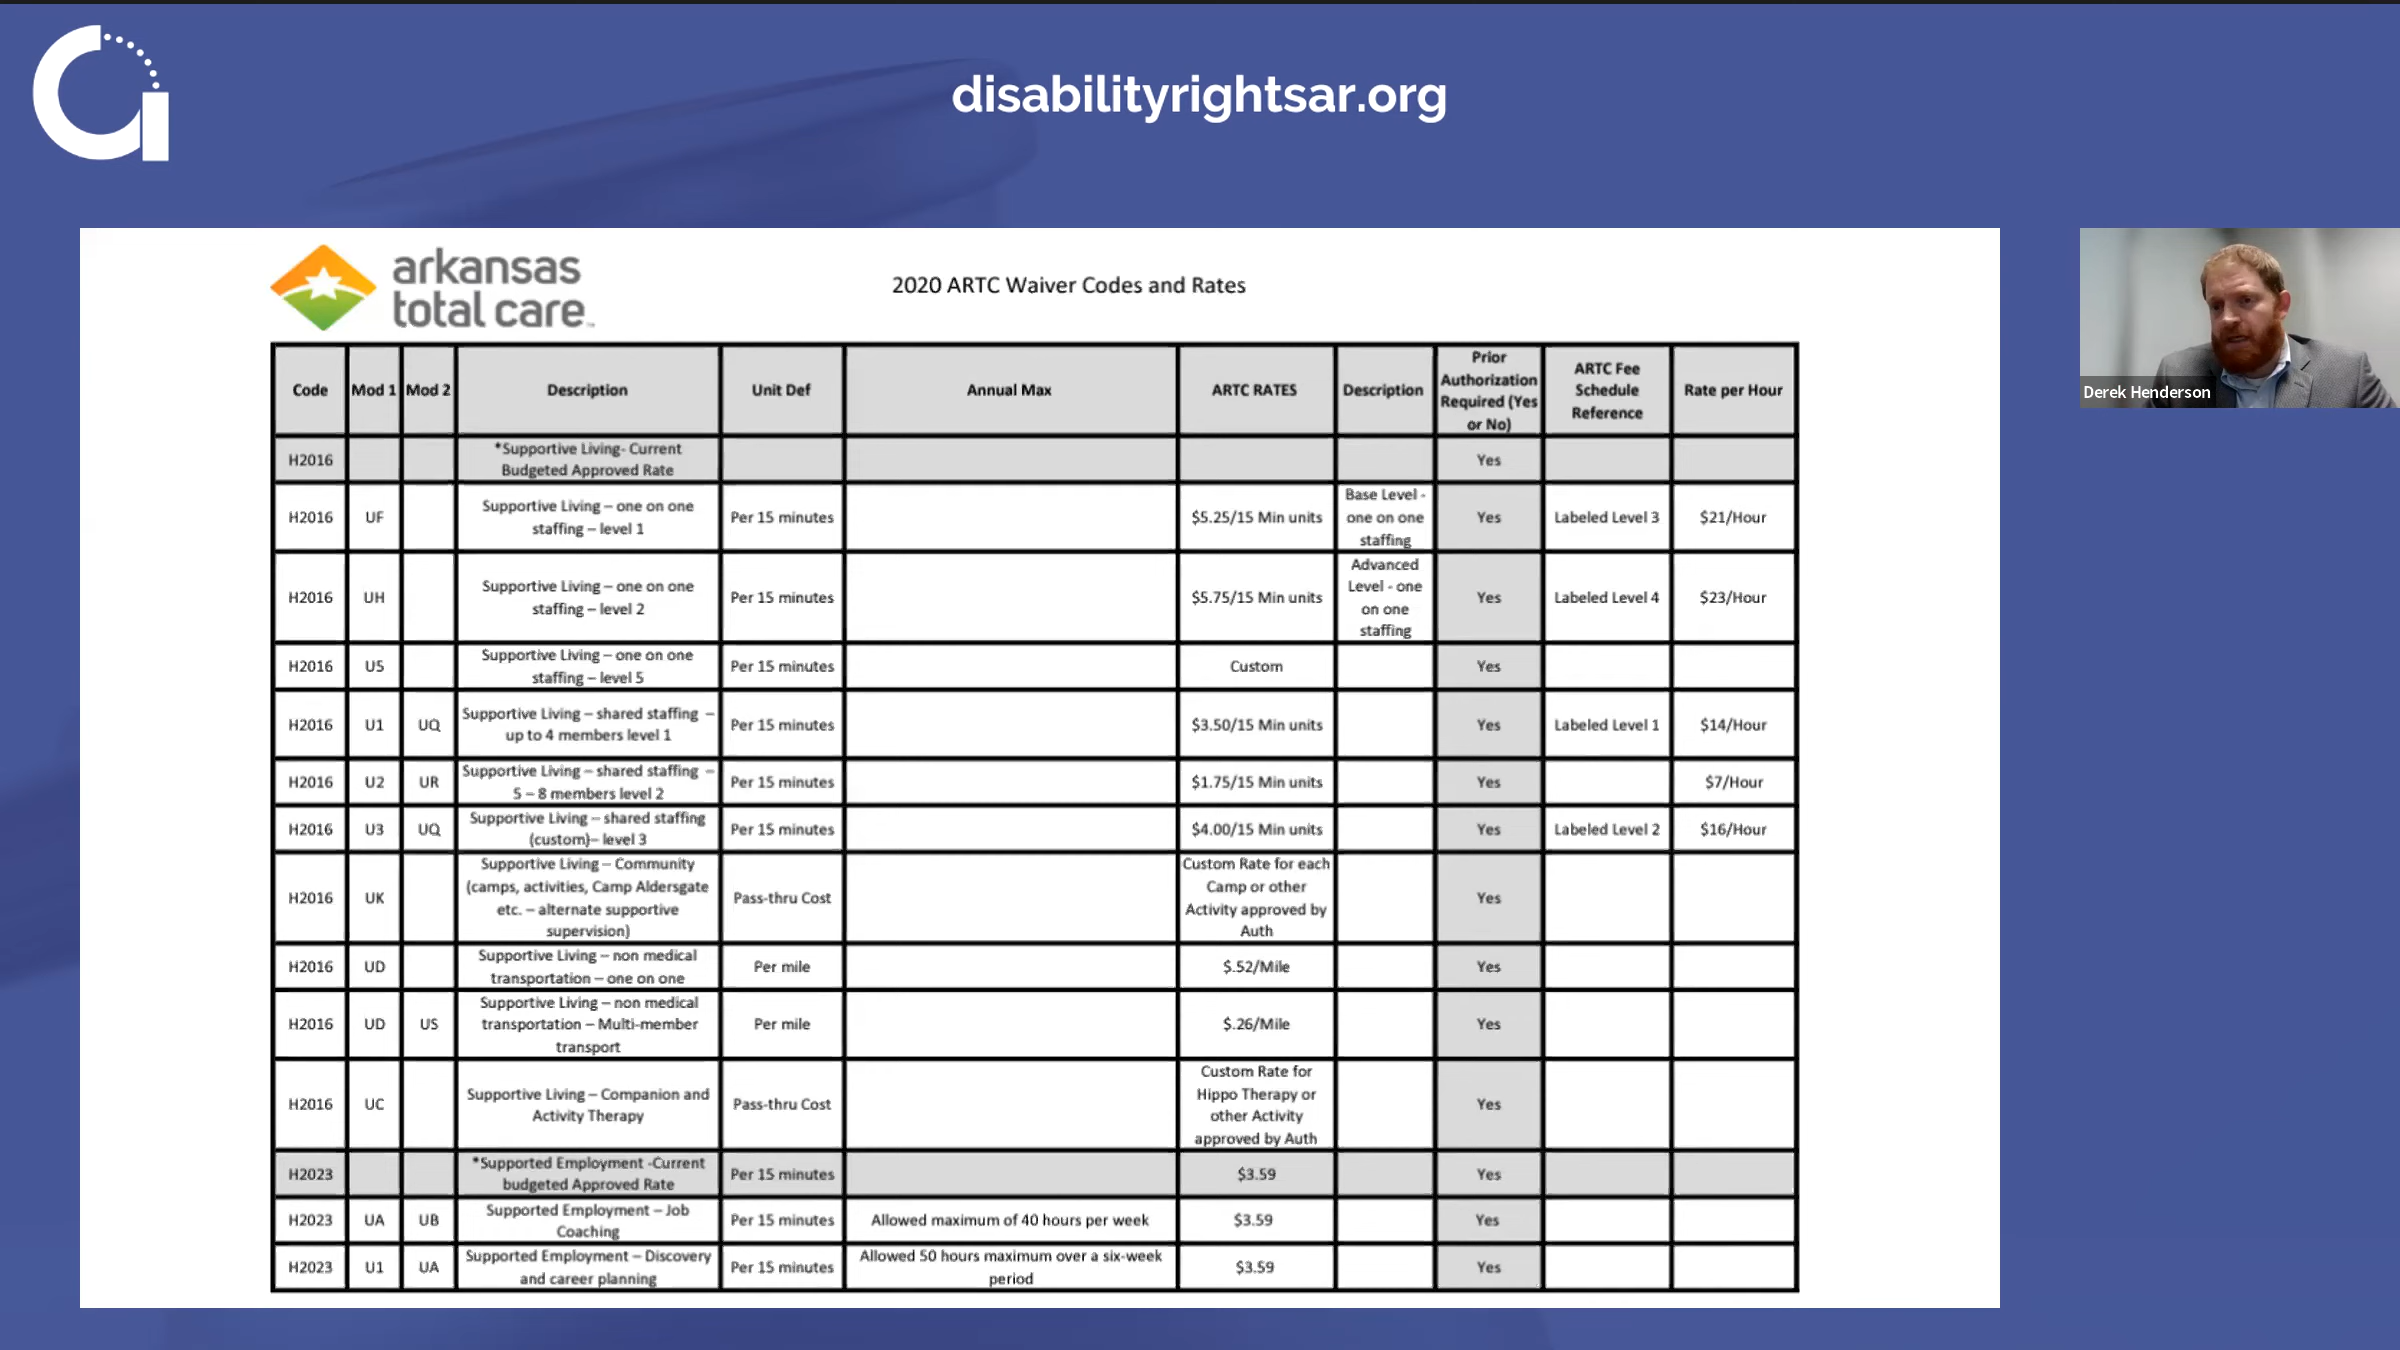 disabilityrightsar.org
arkansas
total care
2020 ARTC Waiver Codes and Rates
Code Mod 1 Mod 2 Description Unit Def Annual Max ARTC RATES Description Prior Authorization Required (Yes or No) ARTC Fee Schedule Reference Rate per Hour
H2016 *Supportive Living- Current Budgeted Approved Rate Yes
H2016 UF Supportive Living – one on one staffing – level 1 Per 15 minutes $5.25/15 Min units Base Level - one on one staffing Yes Labeled Level 3 $21/Hour
H2016 UH Supportive Living – one on one staffing – level 2 Per 15 minutes $5.75/15 Min units Advanced Level - one on one staffing Yes Labeled Level 4 $23/Hour
H2016 U5 Supportive Living – one on one staffing – level 5 Per 15 minutes Custom Yes
H2016 U1 UQ Supportive Living – shared staffing – up to 4 members level 1 Per 15 minutes $3.50/15 Min units Yes Labeled Level 1 $14/Hour
H2016 U2 UR Supportive Living – shared staffing – 5 – 8 members level 2 Per 15 minutes $1.75/15 Min units Yes $7/Hour
H2016 U3 UQ Supportive Living – shared staffing (custom)– level 3 Per 15 minutes $4.00/15 Min units Yes Labeled Level 2 $16/Hour
H2016 UK Supportive Living – Community (camps, activities, Camp Aldersgate etc. – alternate supportive supervision) Pass-thru Cost Custom Rate for each Camp or other Activity approved by Auth Yes
H2016 UD Supportive Living – non medical transportation – one on one Per mile $.52/Mile Yes
H2016 UD US Supportive Living – non medical transportation – Multi-member transport Per mile $.26/Mile Yes
H2016 UC Supportive Living – Companion and Activity Therapy Pass-thru Cost Custom Rate for Hippo Therapy or other Activity approved by Auth Yes
H2023 *Supported Employment -Current budgeted Approved Rate Per 15 minutes $3.59 Yes
H2023 UA UB Supported Employment – Job Coaching Per 15 minutes Allowed maximum of 40 hours per week $3.59 Yes
H2023 U1 UA Supported Employment – Discovery and career planning Per 15 minutes Allowed 50 hours maximum over a six-week period $3.59 Yes
Derek Henderson